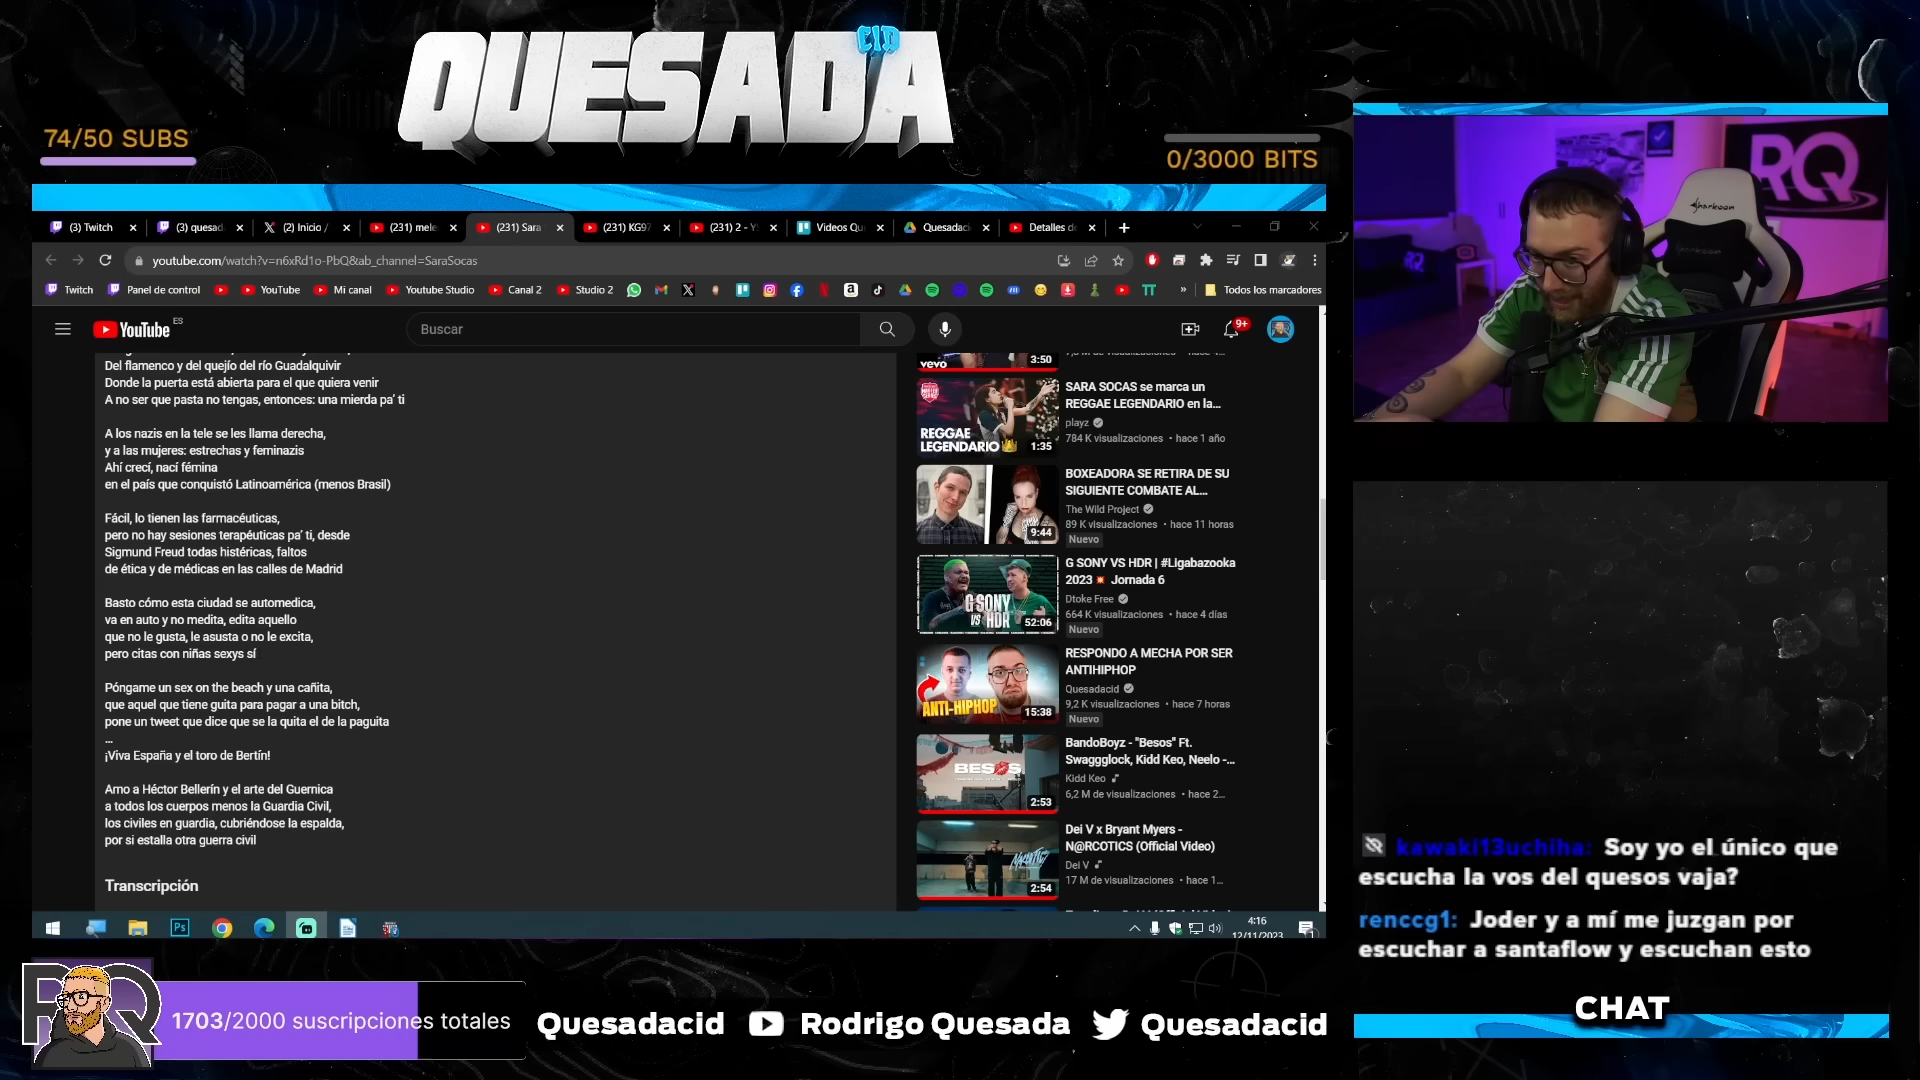 QUESADA
CID
74/50 SUBS
0/3000 BITS
(3) Twitch
(3) quesad
(2) Inicio /
(231) mele
(231) Sara
(231) KG97
(231) 2 - Y
Videos Qu
Quesadaci
Detalles de
youtube.com/watch?v=n6xRd1o-PbQ&ab_channel=SaraSocas
Twitch
Panel de control
YouTube
Mi canal
Youtube Studio
Canal 2
Studio 2
Todos los marcadores
YouTube ES
Buscar
9+
Del flamenco y del quejío del río Guadalquivir
Donde la puerta está abierta para el que quiera venir
A no ser que pasta no tengas, entonces: una mierda pa' ti
A los nazis en la tele se les llama derecha,
y a las mujeres: estrechas y feminazis
Ahí crecí, nací fémina
en el país que conquistó Latinoamérica (menos Brasil)
Fácil, lo tienen las farmacéuticas,
pero no hay sesiones terapéuticas pa' ti, desde
Sigmund Freud todas histéricas, faltos
de ética y de médicas en las calles de Madrid
Basto cómo esta ciudad se automedica,
va en auto y no medita, edita aquello
que no le gusta, le asusta o no le excita,
pero citas con niñas sexys sí
Póngame un sex on the beach y una cañita,
que aquel que tiene guita para pagar a una bitch,
pone un tweet que dice que se la quita el de la paguita
...
¡Viva España y el toro de Bertín!
Amo a Héctor Bellerín y el arte del Guernica
a todos los cuerpos menos la Guardia Civil,
los civiles en guardia, cubriéndose la espalda,
por si estalla otra guerra civil
Transcripción
vevo
3:50
REGGAE
LEGENDARIO
1:35
SARA SOCAS se marca un
REGGAE LEGENDARIO en la...
playz
784 K visualizaciones • hace 1 año
9:44
BOXEADORA SE RETIRA DE SU
SIGUIENTE COMBATE AL...
The Wild Project
89 K visualizaciones • hace 11 horas
Nuevo
G SONY
VS HDR
52:06
G SONY VS HDR | #Ligabazooka
2023 Jornada 6
Dtoke Free
664 K visualizaciones • hace 4 días
Nuevo
ANTI-HIPHOP
15:38
RESPONDO A MECHA POR SER
ANTIHIPHOP
Quesadacid
9,2 K visualizaciones • hace 7 horas
Nuevo
BESOS
2:53
BandoBoyz - "Besos" Ft.
Swaggglock, Kidd Keo, Neelo -...
Kidd Keo
6,2 M de visualizaciones • hace 2...
2:54
Dei V x Bryant Myers -
N@RCOTICS (Official Video)
Dei V
17 M de visualizaciones • hace 1...
Ps
4:16
12/11/2023
RQ
Sharkoon
kawaki13uchiha: Soy yo el único que
escucha la vos del quesos vaja?
renccg1: Joder y a mí me juzgan por
escuchar a santaflow y escuchan esto
CHAT
RQ
1703/2000 suscripciones totales
Quesadacid
Rodrigo Quesada
Quesadacid